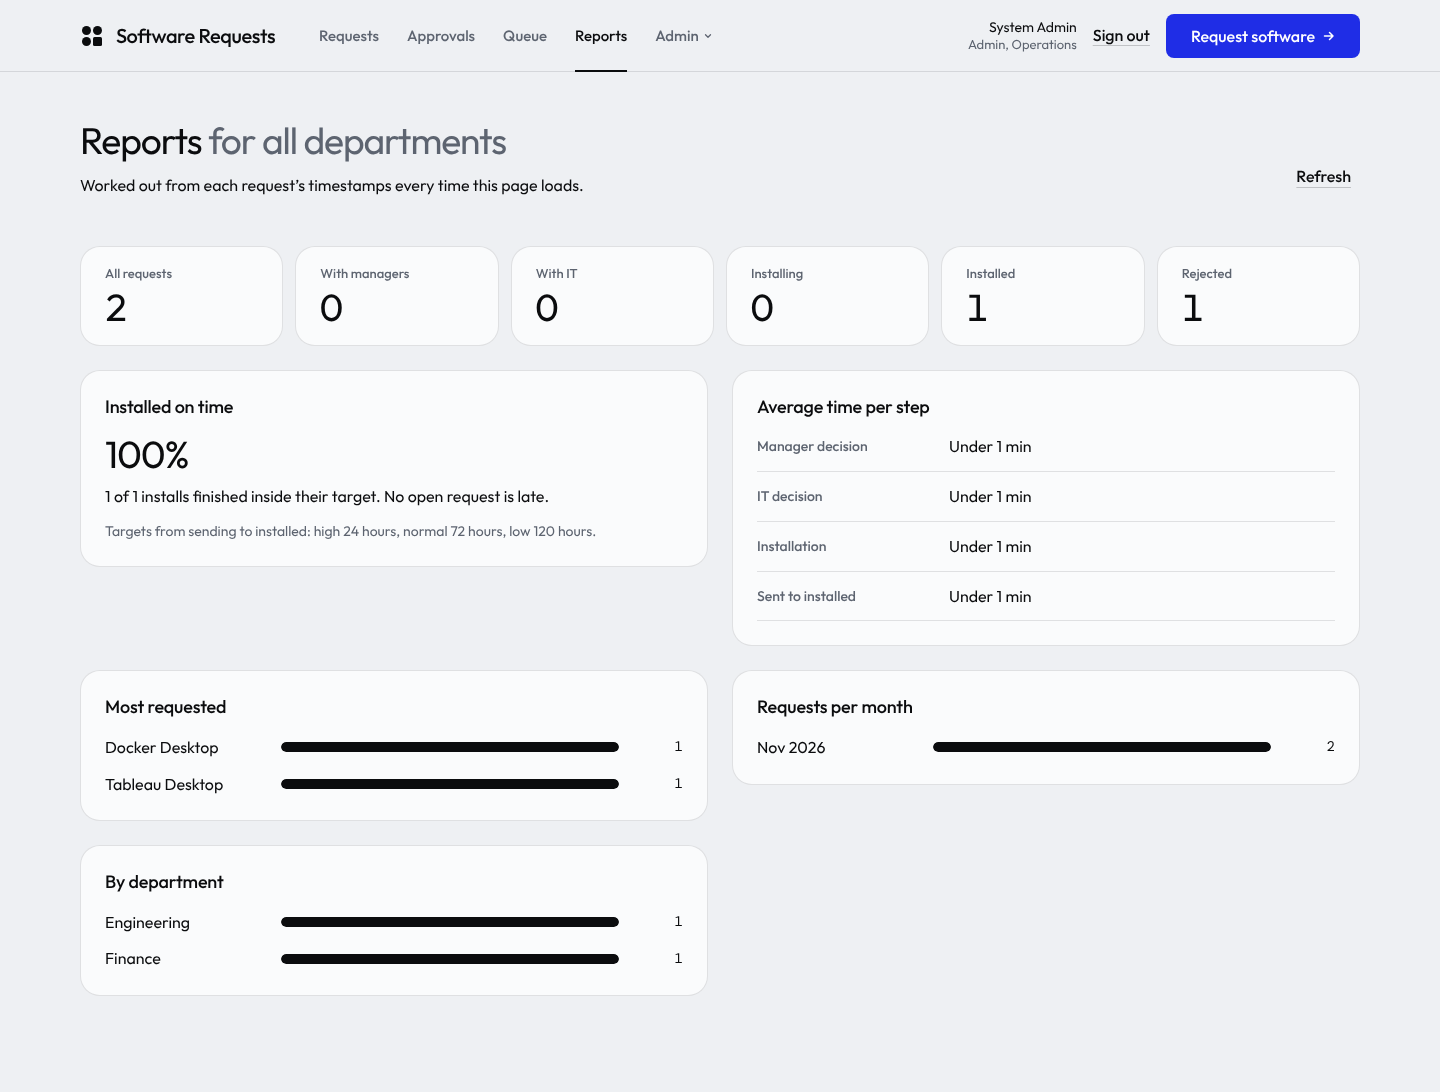 Software Requests
Requests
Approvals
Queue
Reports
Admin
System Admin
Admin, Operations
Sign out
Request software →
Reports for all departments
Worked out from each request’s timestamps every time this page loads.
Refresh
All requests
2
With managers
0
With IT
0
Installing
0
Installed
1
Rejected
1
Installed on time
100%
1 of 1 installs finished inside their target. No open request is late.
Targets from sending to installed: high 24 hours, normal 72 hours, low 120 hours.
Average time per step
Manager decision Under 1 min
IT decision Under 1 min
Installation Under 1 min
Sent to installed Under 1 min
Most requested
Docker Desktop 1
Tableau Desktop 1
Requests per month
Nov 2026 2
By department
Engineering 1
Finance 1